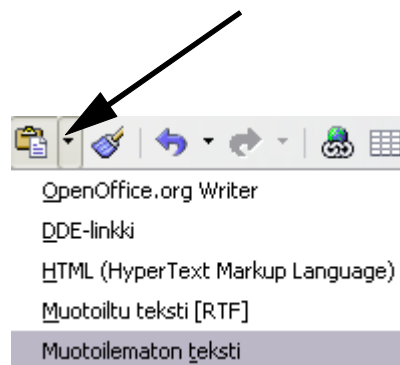 OpenOffice.org Writer
DDE-linkki
HTML (HyperText Markup Language)
Muotoiltu teksti [RTF]
Muotoilematon teksti